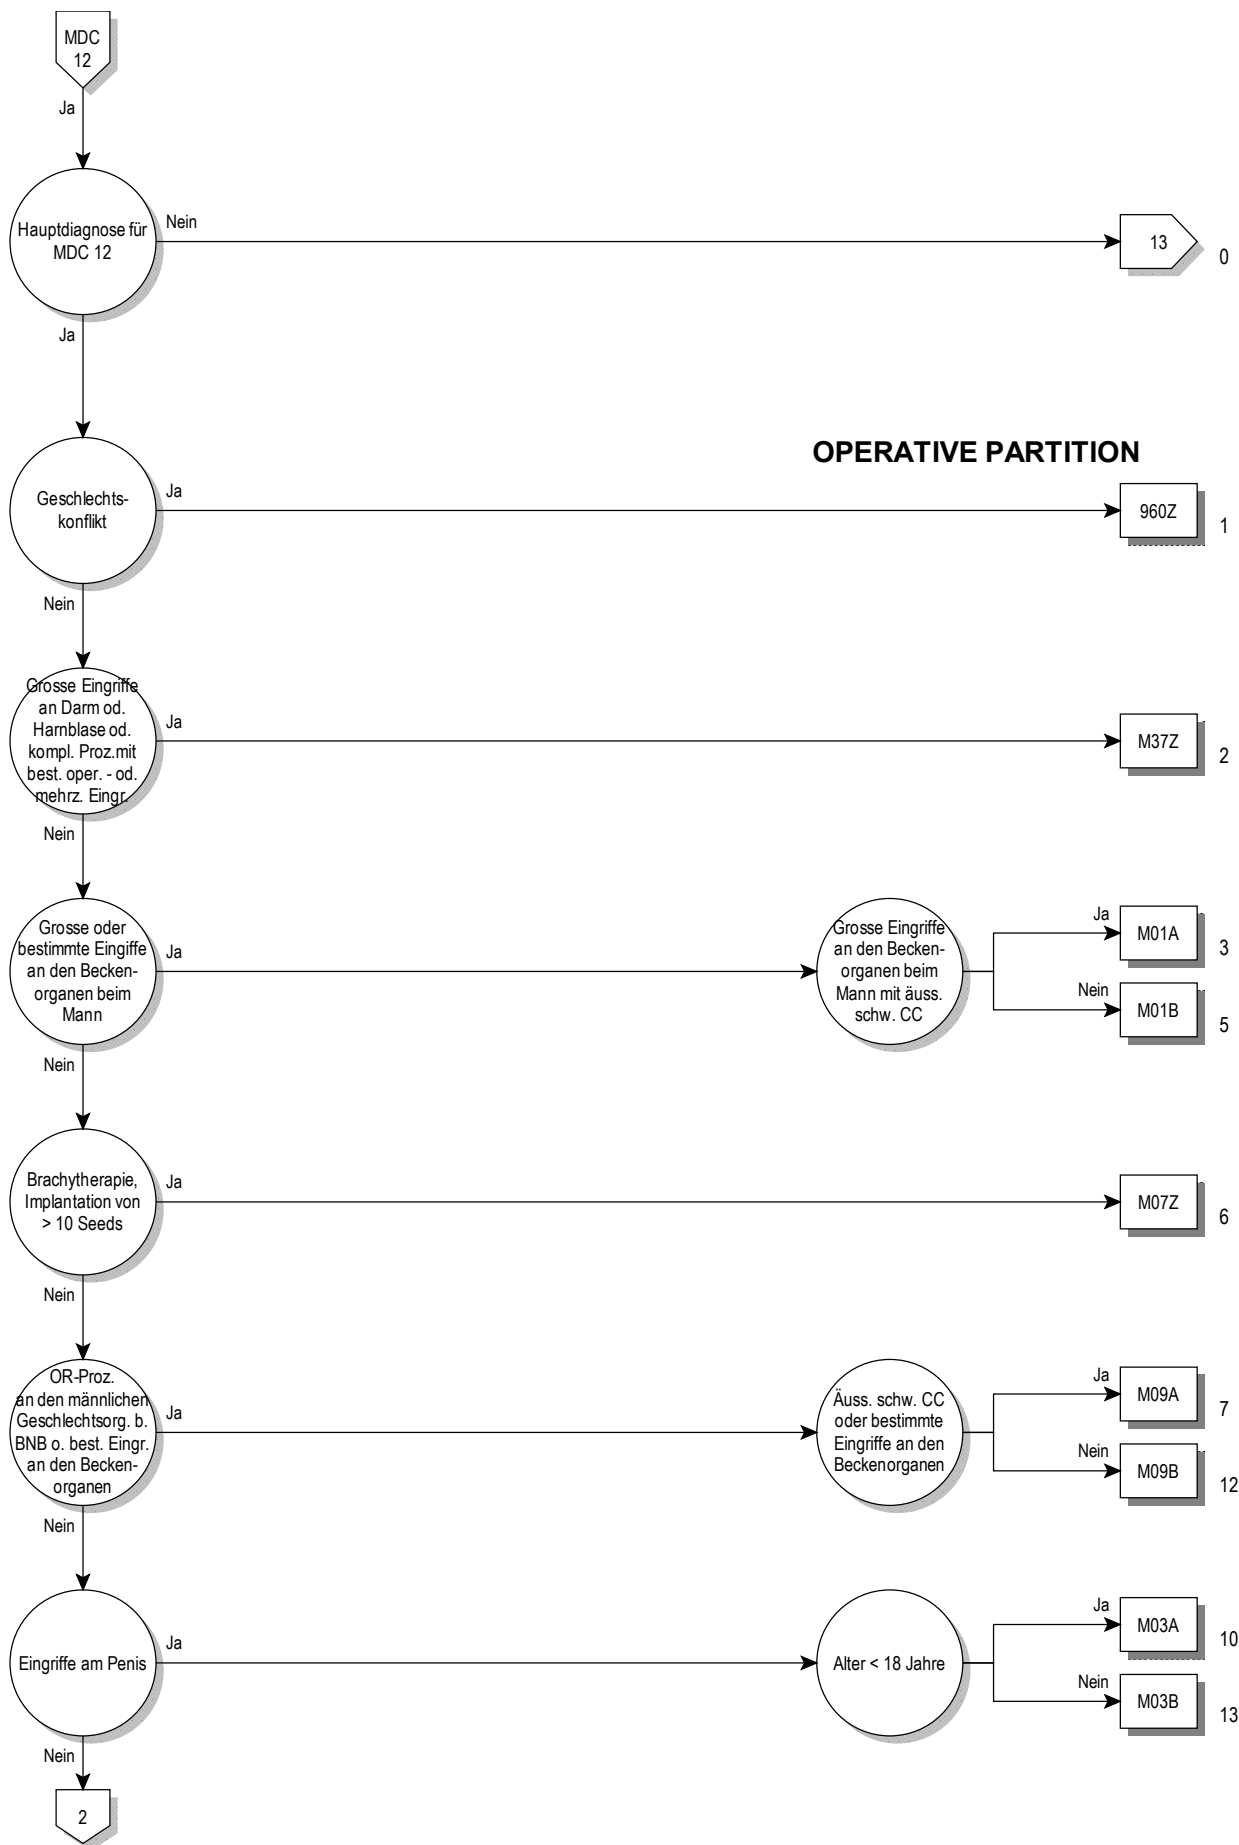 MDC
12
Ja
Hauptdiagnose für
MDC 12
Nein
13
0
Ja
OPERATIVE PARTITION
Geschlechts-
konflikt
Ja
960Z
1
Nein
Grosse Eingriffe
an Darm od.
Harnblase od.
kompl. Proz.mit
best. oper. - od.
mehrz. Eingr.
Ja
M37Z
2
Nein
Grosse oder
bestimmte Eingiffe
an den Becken-
organen beim
Mann
Ja
Grosse Eingriffe
an den Becken-
organen beim
Mann mit äuss.
schw. CC
Ja
M01A
3
Nein
M01B
5
Nein
Brachytherapie,
Implantation von
> 10 Seeds
Ja
M07Z
6
Nein
OR-Proz.
an den männlichen
Geschlechtsorg. b.
BNB o. best. Eingr.
an den Becken-
organen
Ja
Äuss. schw. CC
oder bestimmte
Eingriffe an den
Beckenorganen
Ja
M09A
7
Nein
M09B
12
Nein
Eingriffe am Penis
Ja
Alter < 18 Jahre
Ja
M03A
10
Nein
M03B
13
Nein
2